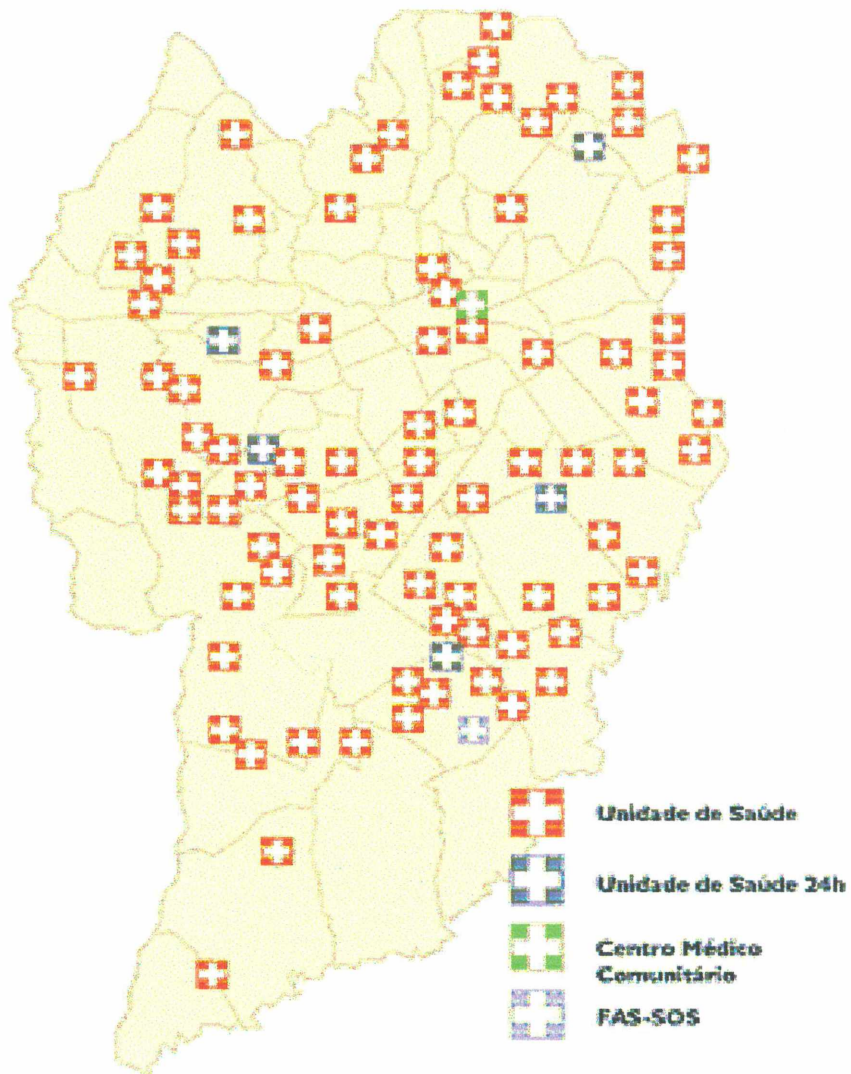 Unidade de Saúde
Unidade de Saúde 24h
Centro Médico
Comunitário
FAS-SOS